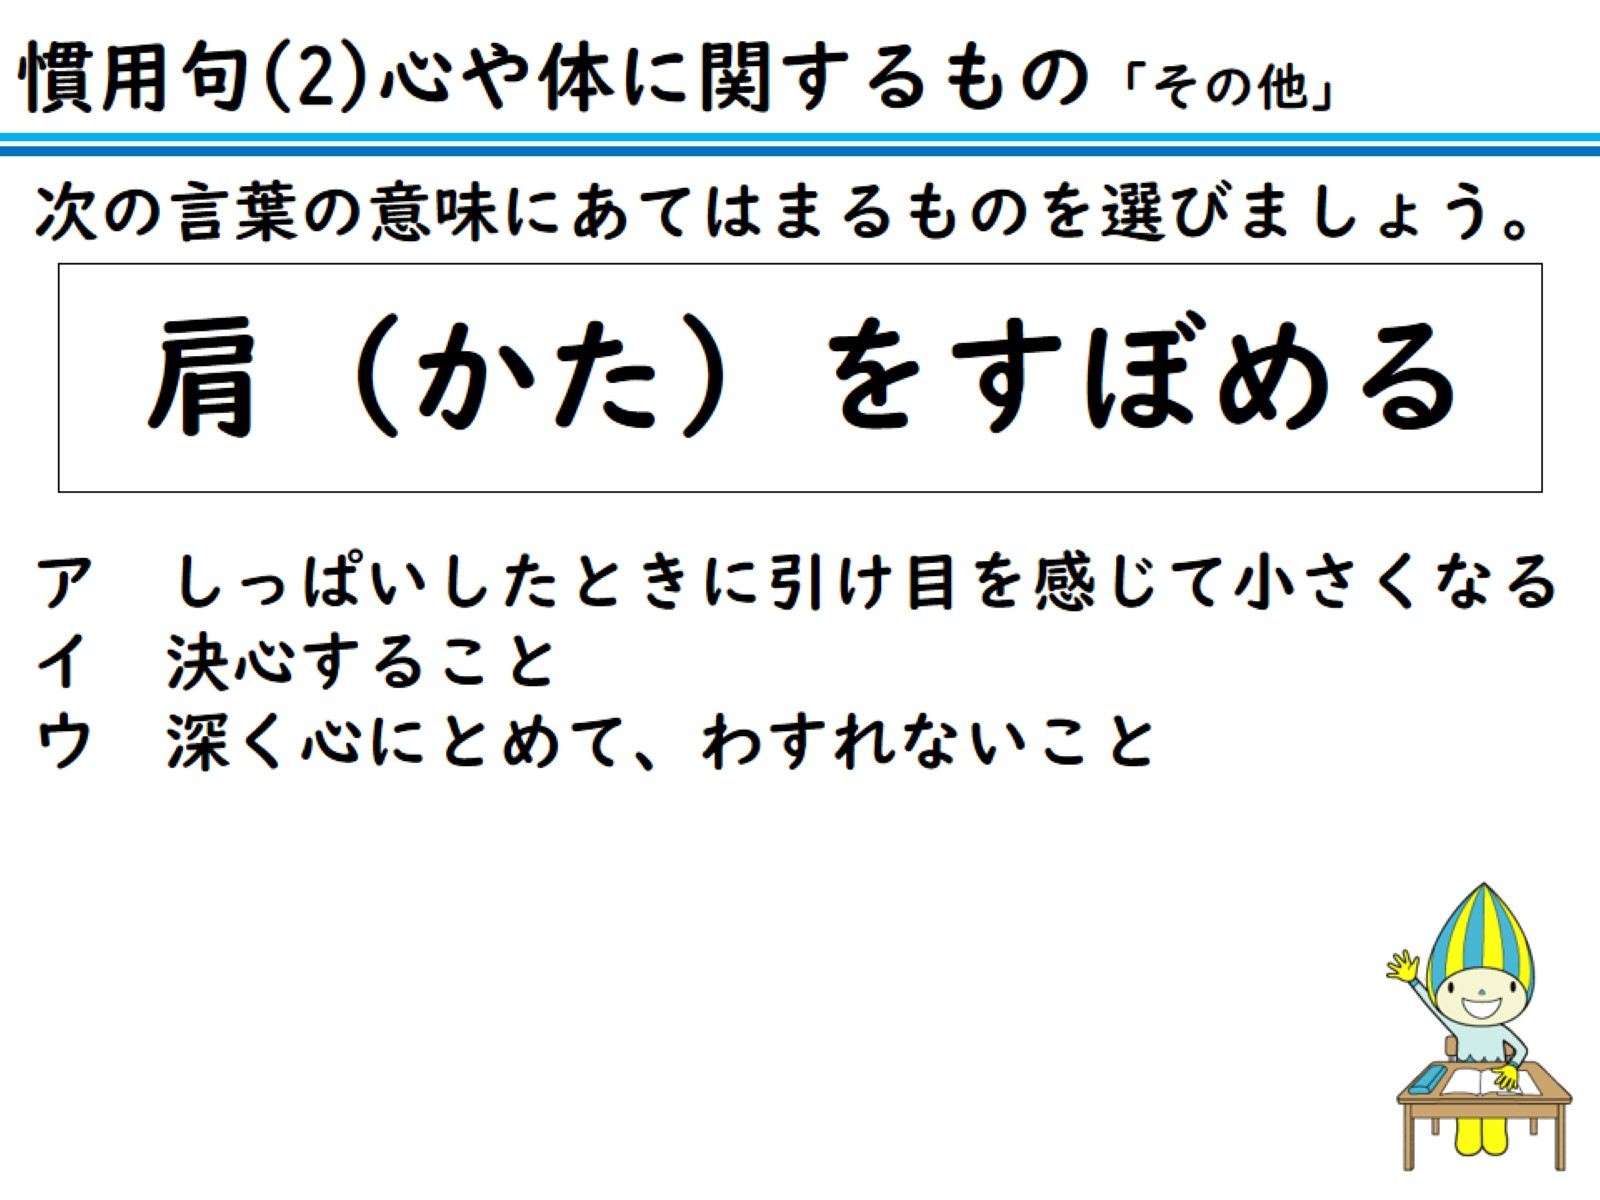 慣用句(2)心や体に関するもの「その他」
次の言葉の意味にあてはまるものを選びましょう。
肩（かた）をすぼめる
ア　しっぱいしたときに引け目を感じて小さくなる
イ　決心すること
ウ　深く心にとめて、わすれないこと